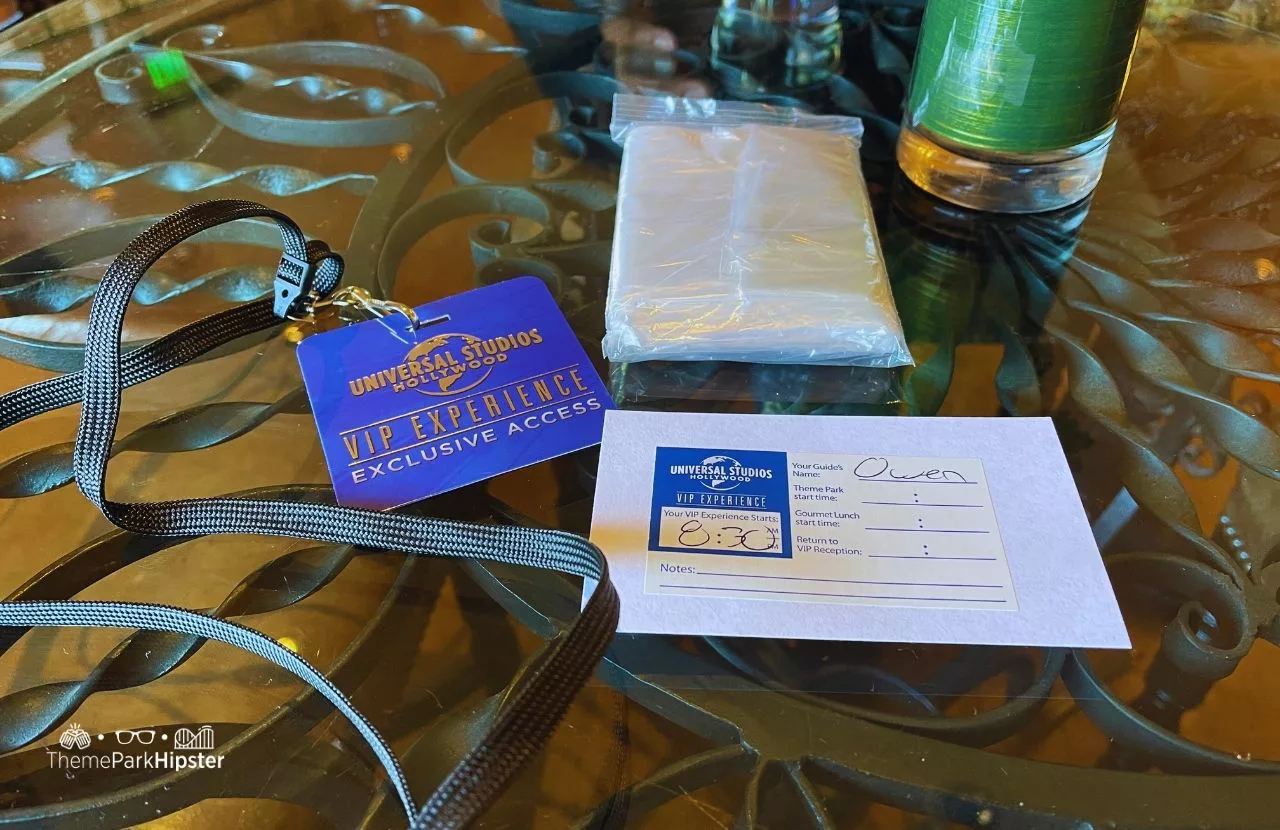 UNIVERSAL STUDIOS
HOLLYWOOD
VIP EXPERIENCE
EXCLUSIVE ACCESS
UNIVERSAL STUDIOS
HOLLYWOOD
VIP EXPERIENCE
Your VIP Experience Starts:
8:30 AM
PM
Your Guide's
Name: Owen
Theme Park
start time: :
Gourmet Lunch
start time: :
Return to
VIP Reception: :
Notes:
ThemeParkHipster